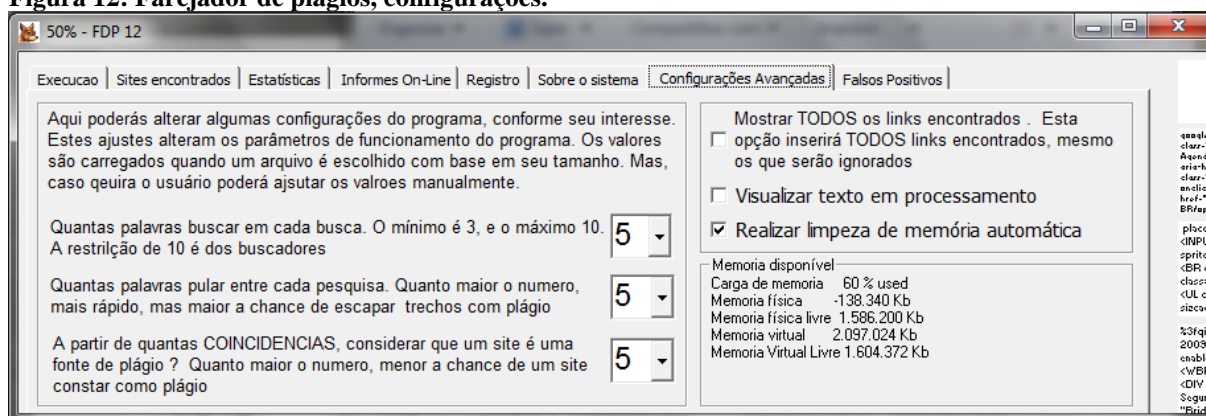 Figura 12: Farejador de plágios, configurações.
50% - FDP 12
Execucao
Sites encontrados
Estatísticas
Informes On-Line
Registro
Sobre o sistema
Configurações Avançadas
Falsos Positivos
Aqui poderás alterar algumas configurações do programa, conforme seu interesse.
Estes ajustes alteram os parâmetros de funcionamento do programa. Os valores
são carregados quando um arquivo é escolhido com base em seu tamanho. Mas,
caso qeuira o usuário poderá ajsutar os valroes manualmente.
Quantas palavras buscar em cada busca. O mínimo é 3, e o máximo 10.
A restrilção de 10 é dos buscadores
5
Quantas palavras pular entre cada pesquisa. Quanto maior o numero,
mais rápido, mas maior a chance de escapar trechos com plágio
5
A partir de quantas COINCIDENCIAS, considerar que um site é uma
fonte de plágio ? Quanto maior o numero, menor a chance de um site
constar como plágio
5
Mostrar TODOS os links encontrados . Esta
opção inserirá TODOS links encontrados, mesmo
os que serão ignorados
Visualizar texto em processamento
Realizar limpeza de memória automática
Memoria disponível
Carga de memoria 60 % used
Memoria física -138.340 Kb
Memoria física livre 1.586.200 Kb
Memoria virtual 2.097.024 Kb
Memoria Virtual Livre 1.604.372 Kb
<INPU
<BR
<UL
2009
<DIV